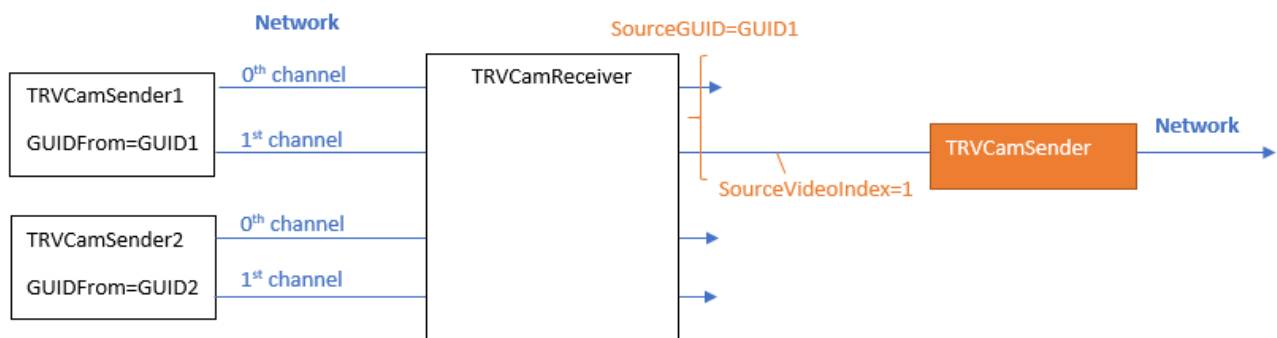 Network
SourceGUID=GUID1
0th channel
TRVCamReceiver
TRVCamSender1
GUIDFrom=GUID1
1st channel
Network
TRVCamSender
SourceVideoIndex=1
0th channel
TRVCamSender2
GUIDFrom=GUID2
1st channel